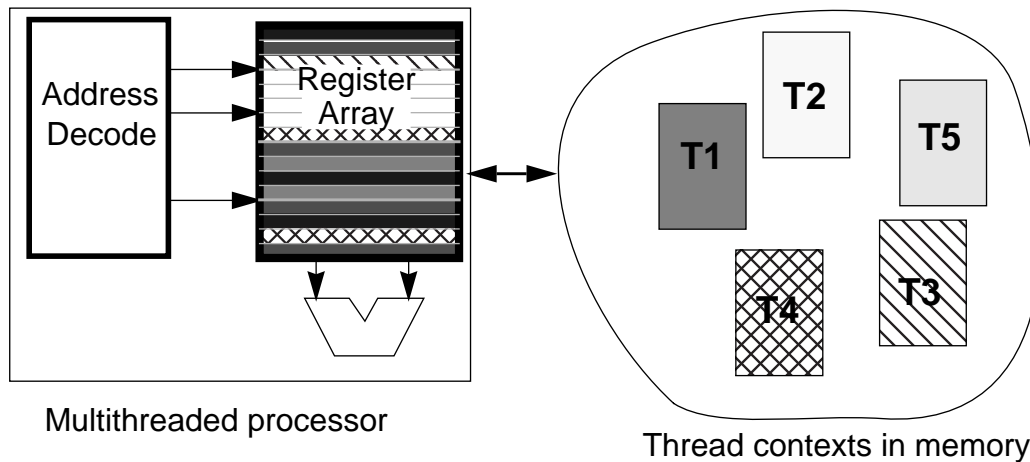 Address
Decode
Register
Array
T1
T2
T5
T4
T3
Multithreaded processor
Thread contexts in memory